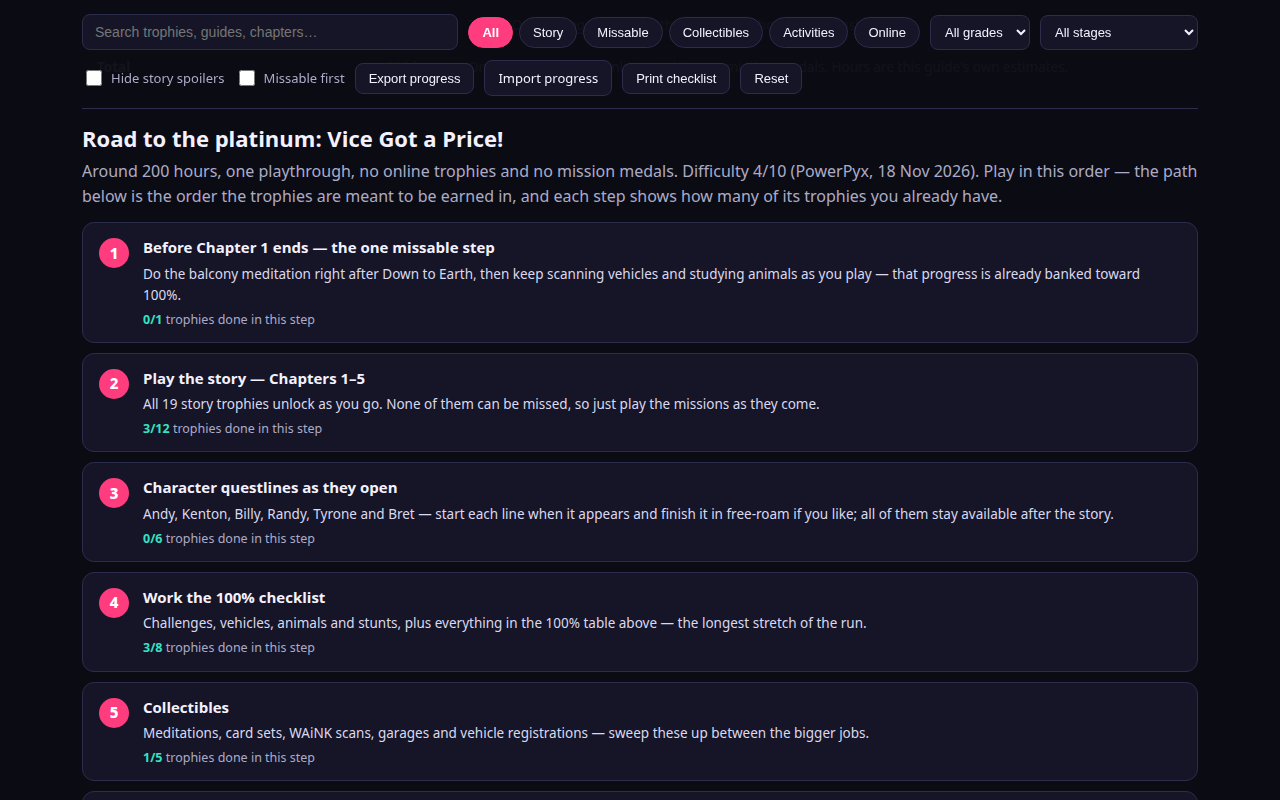 Search trophies, guides, chapters…
All
Story
Missable
Collectibles
Activities
Online
All grades
All stages
Total
dals. Hours are this guide's own estimates.
Hide story spoilers
Missable first
Export progress
Import progress
Print checklist
Reset
Road to the platinum: Vice Got a Price!
Around 200 hours, one playthrough, no online trophies and no mission medals. Difficulty 4/10 (PowerPyx, 18 Nov 2026). Play in this order — the path
below is the order the trophies are meant to be earned in, and each step shows how many of its trophies you already have.
1
Before Chapter 1 ends — the one missable step
Do the balcony meditation right after Down to Earth, then keep scanning vehicles and studying animals as you play — that progress is already banked toward
100%.
0/1 trophies done in this step
2
Play the story — Chapters 1–5
All 19 story trophies unlock as you go. None of them can be missed, so just play the missions as they come.
3/12 trophies done in this step
3
Character questlines as they open
Andy, Kenton, Billy, Randy, Tyrone and Bret — start each line when it appears and finish it in free-roam if you like; all of them stay available after the story.
0/6 trophies done in this step
4
Work the 100% checklist
Challenges, vehicles, animals and stunts, plus everything in the 100% table above — the longest stretch of the run.
3/8 trophies done in this step
5
Collectibles
Meditations, card sets, WAiNK scans, garages and vehicle registrations — sweep these up between the bigger jobs.
1/5 trophies done in this step